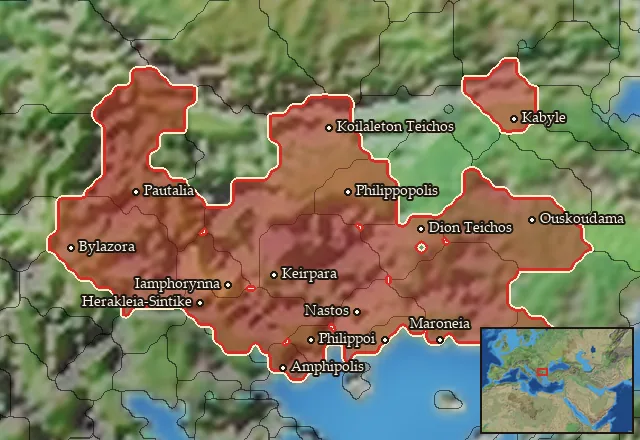 Kabyle
Koilaleton Teichos
Pautalia
Philippopolis
Ouskoudama
Dion Teichos
Bylazora
Keirpara
Iamphorynna
Herakleia-Sintike
Nastos
Maroneia
Philippoi
Amphipolis